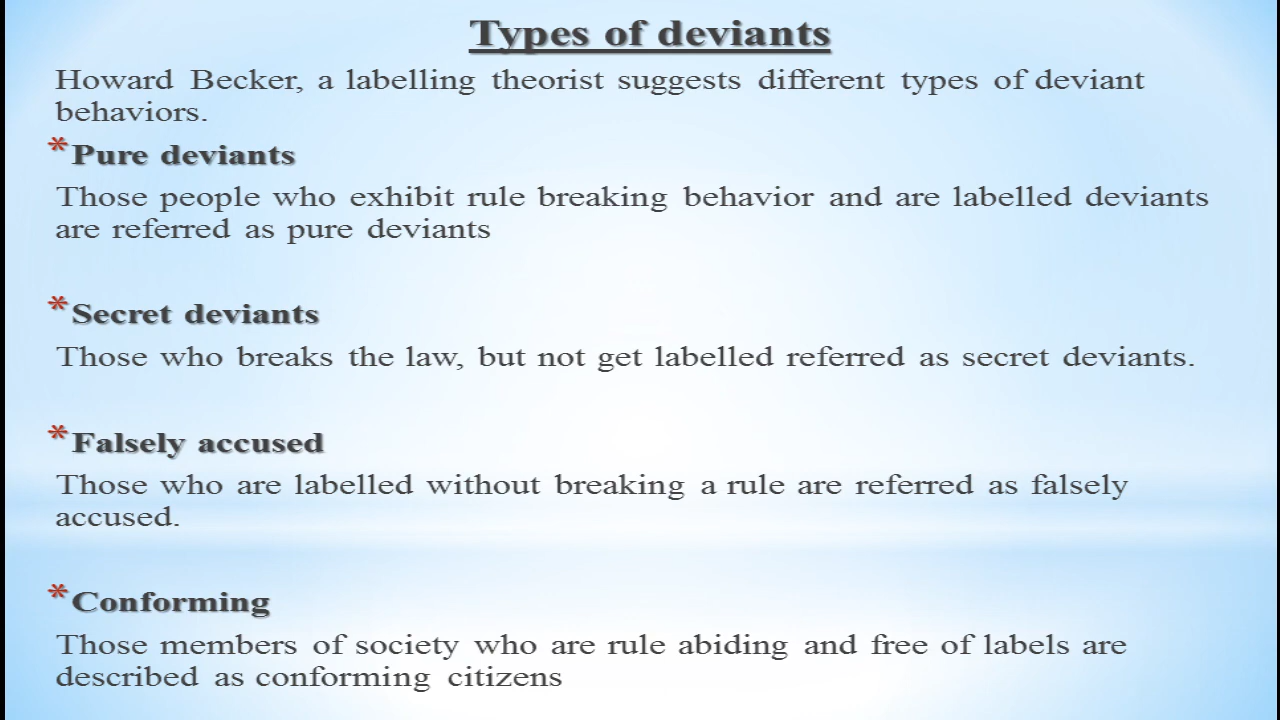 Types of deviants
Howard Becker, a labelling theorist suggests different types of deviant
behaviors.
*Pure deviants
Those people who exhibit rule breaking behavior and are labelled deviants
are referred as pure deviants
*Secret deviants
Those who breaks the law, but not get labelled referred as secret deviants.
*Falsely accused
Those who are labelled without breaking a rule are referred as falsely
accused.
*Conforming
Those members of society who are rule abiding and free of labels are
described as conforming citizens